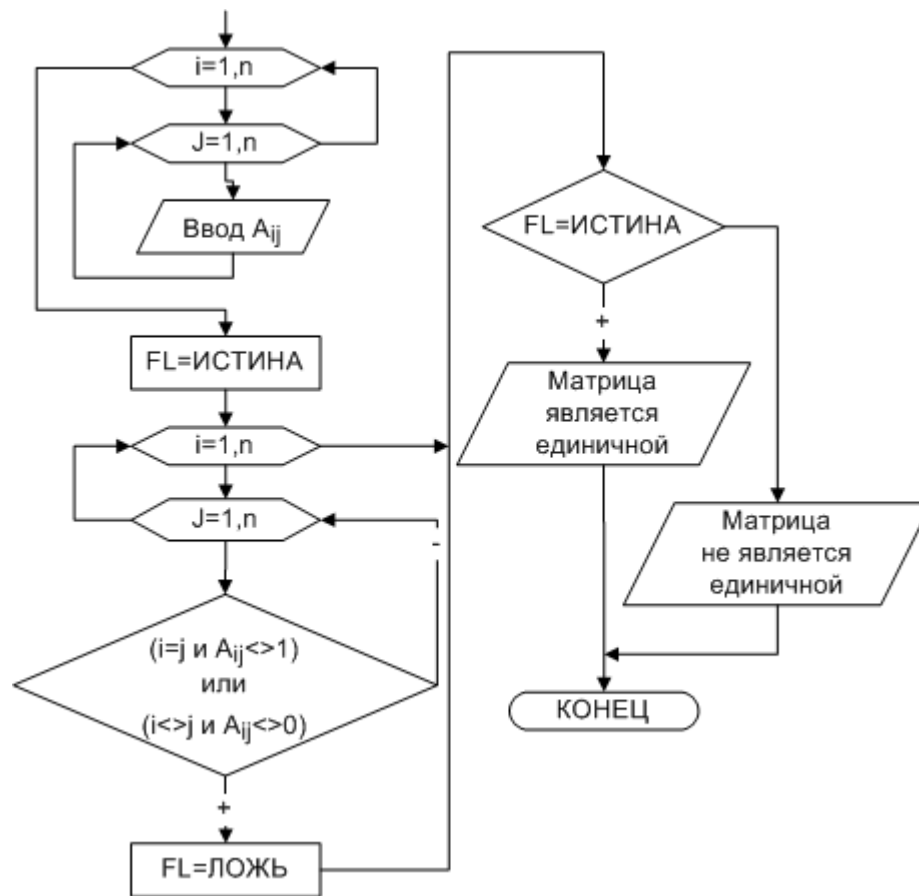 i=1,n
J=1,n
Ввод Aij
FL=ИСТИНА
i=1,n
J=1,n
-
(i=j и Aij<>1)
или
(i<>j и Aij<>0)
+
FL=ЛОЖЬ
FL=ИСТИНА
+
Матрица
является
единичной
Матрица
не является
единичной
КОНЕЦ